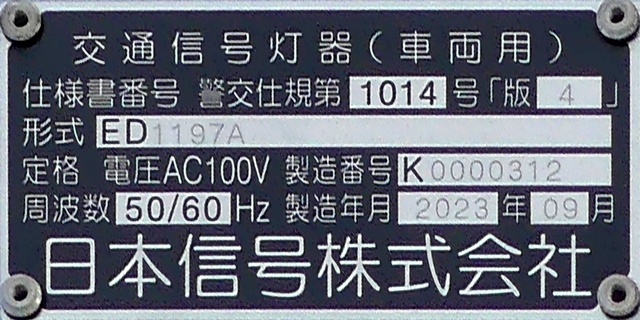 交通信号灯器(車両用)
仕様書番号 警交仕規第 1014 号「版 4 」
形式 ED1197A
定格 電圧AC100V 製造番号 K0000312
周波数 50/60 Hz 製造年月 2023 年 09 月
日本信号株式会社